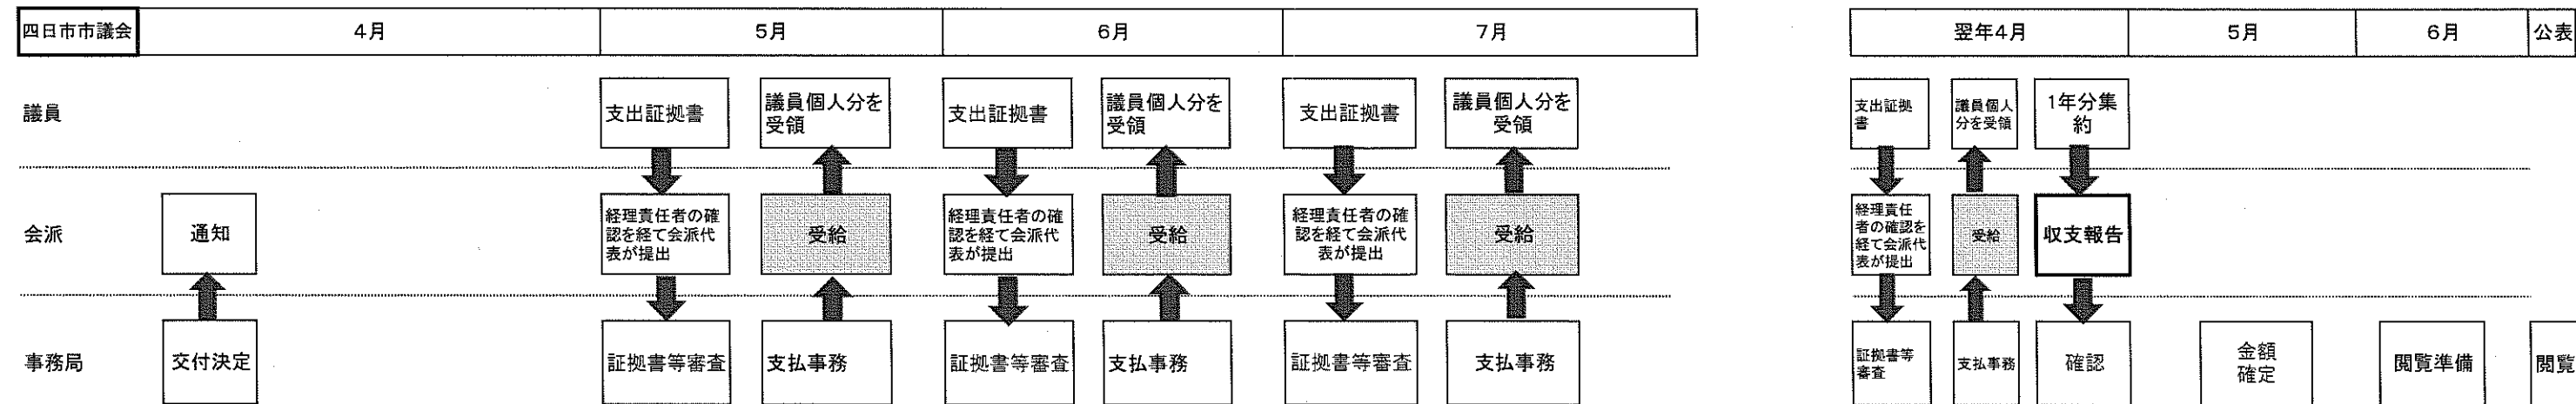 四日市市議会
4月
5月
6月
7月
翌年4月
5月
6月
公表
議員
支出証拠書
議員個人分を
受領
支出証拠書
議員個人分を
受領
支出証拠書
議員個人分を
受領
支出証拠
書
議員個人
分を受領
1年分集
約
会派
通知
経理責任者の確
認を経て会派代
表が提出
受給
経理責任者の確
認を経て会派代
表が提出
受給
経理責任者の確
認を経て会派代
表が提出
受給
経理責任
者の確認を
経て会派代
表が提出
受給
収支報告
事務局
交付決定
証拠書等審査
支払事務
証拠書等審査
支払事務
証拠書等審査
支払事務
証拠書等
審査
支払事務
確認
金額
確定
閲覧準備
閲覧